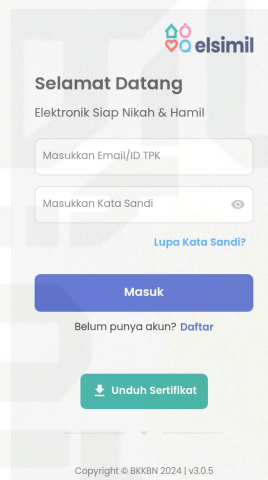 elsimil
Selamat Datang
Elektronik Siap Nikah & Hamil
Masukkan Email/ID TPK
Masukkan Kata Sandi
Lupa Kata Sandi?
Masuk
Belum punya akun? Daftar
Unduh Sertifikat
Copyright © BKKBN 2024 | v3.0.5